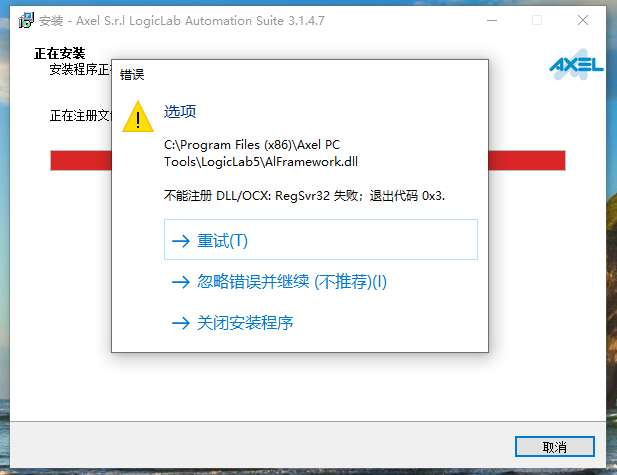 安装 - Axel S.r.l LogicLab Automation Suite 3.1.4.7
正在安装
安装程序正
AXEL
正在注册文
错误
选项
C:\Program Files (x86)\Axel PC
Tools\LogicLab5\AlFramework.dll
不能注册 DLL/OCX: RegSvr32 失败；退出代码 0x3.
重试(T)
忽略错误并继续 (不推荐)(I)
关闭安装程序
取消